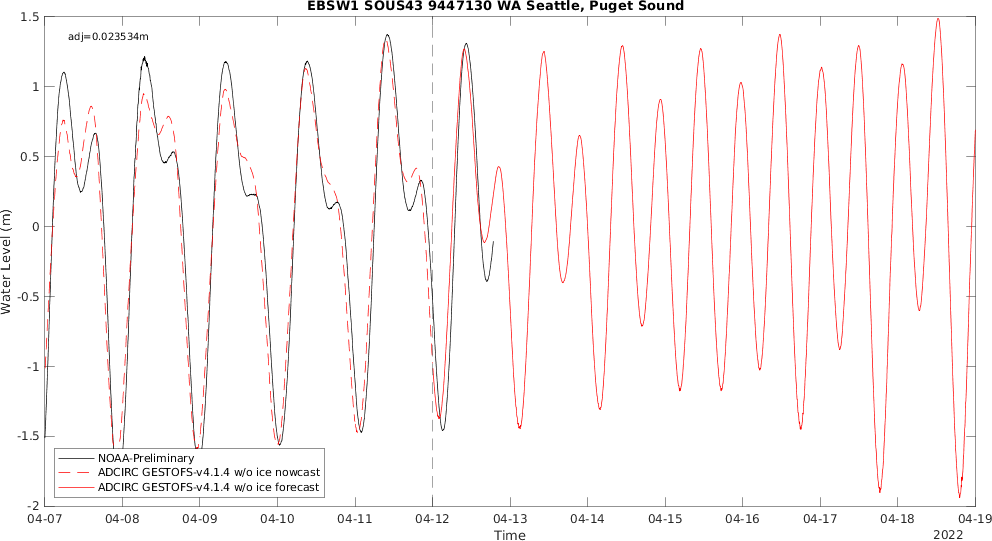 EBSW1 SOUS43 9447130 WA Seattle, Puget Sound
adj=0.023534m
Water Level (m)
1.5
1
0.5
0
-0.5
-1
-1.5
-2
NOAA-Preliminary
ADCIRC GESTOFS-v4.1.4 w/o ice nowcast
ADCIRC GESTOFS-v4.1.4 w/o ice forecast
04-07 04-08 04-09 04-10 04-11 04-12 04-13 04-14 04-15 04-16 04-17 04-18 04-19
Time
2022